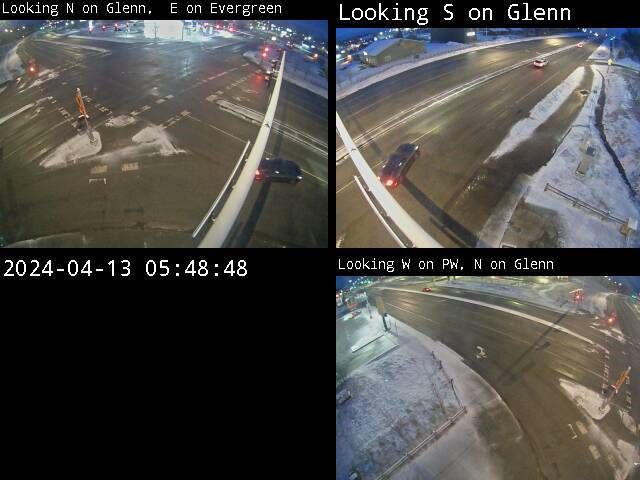 Looking N on Glenn,  E on Evergreen
Looking S on Glenn
2024-04-13 05:48:48
Looking W on PW, N on Glenn